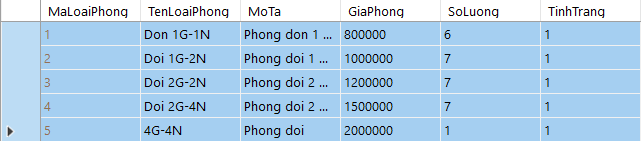 MaLoaiPhong TenLoaiPhong MoTa GiaPhong SoLuong TinhTrang
1 Don 1G-1N Phong don 1 ... 800000 6 1
2 Doi 1G-2N Phong doi 1 ... 1000000 7 1
3 Doi 2G-2N Phong doi 2 ... 1200000 7 1
4 Doi 2G-4N Phong doi 2 ... 1500000 7 1
5 4G-4N Phong doi 2000000 1 1